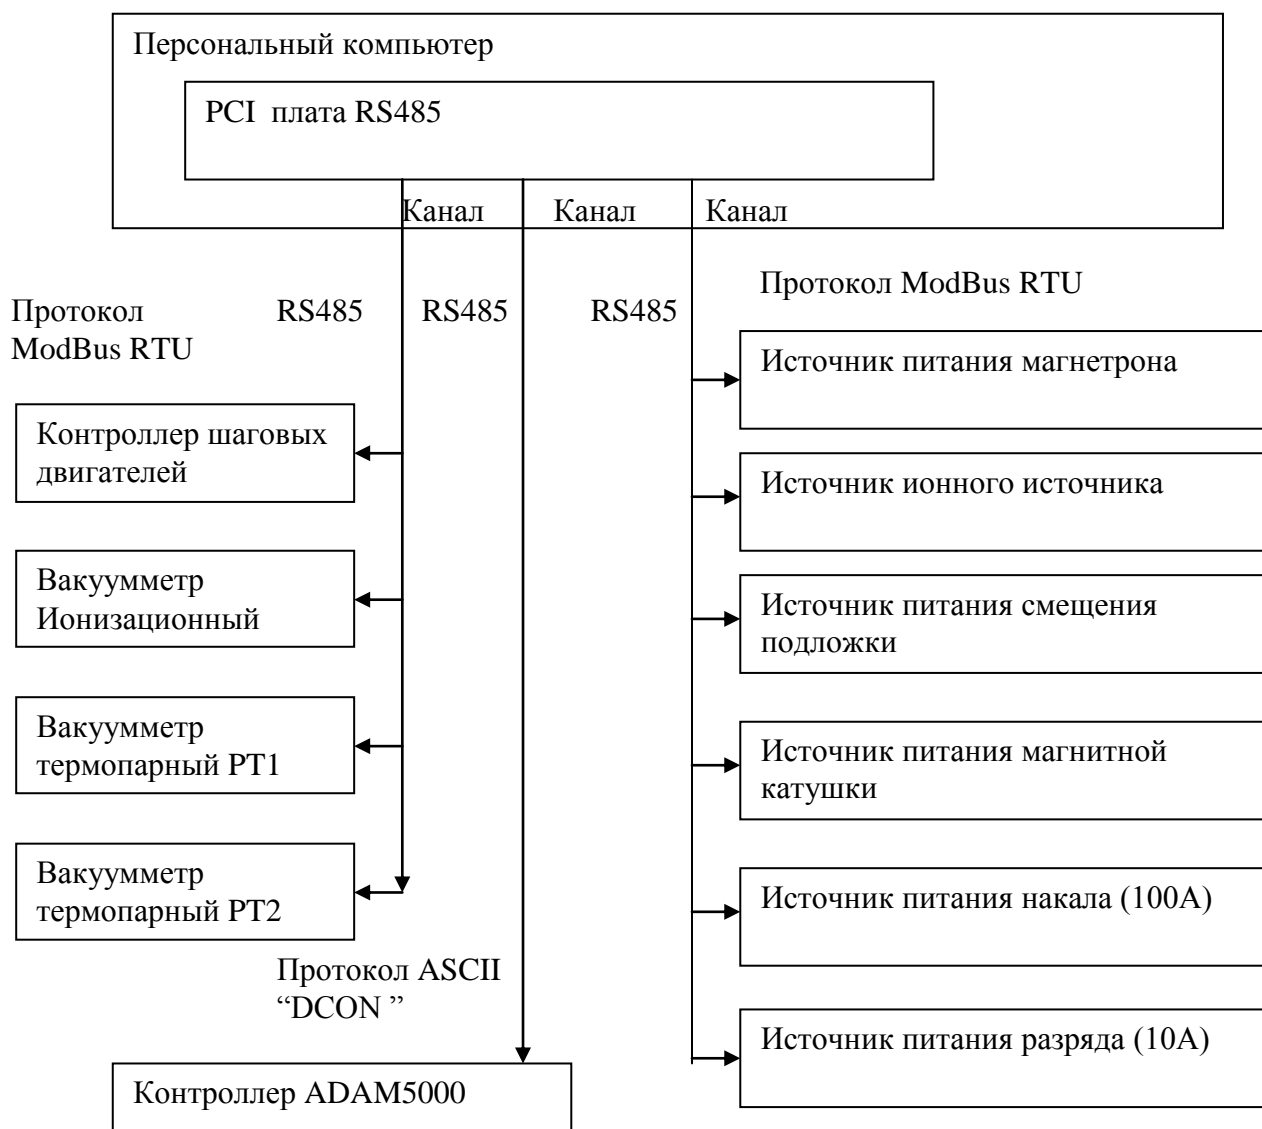 Персональный компьютер
PCI плата RS485
Канал
Канал
Канал
Протокол ModBus RTU
Протокол
ModBus RTU
RS485
RS485
RS485
Источник питания магнетрона
Контроллер шаговых
двигателей
Источник ионного источника
Вакуумметр
Ионизационный
Источник питания смещения
подложки
Вакуумметр
термопарный РТ1
Источник питания магнитной
катушки
Вакуумметр
термопарный РТ2
Источник питания накала (100А)
Протокол ASCII
“DCON ”
Источник питания разряда (10А)
Контроллер ADAM5000